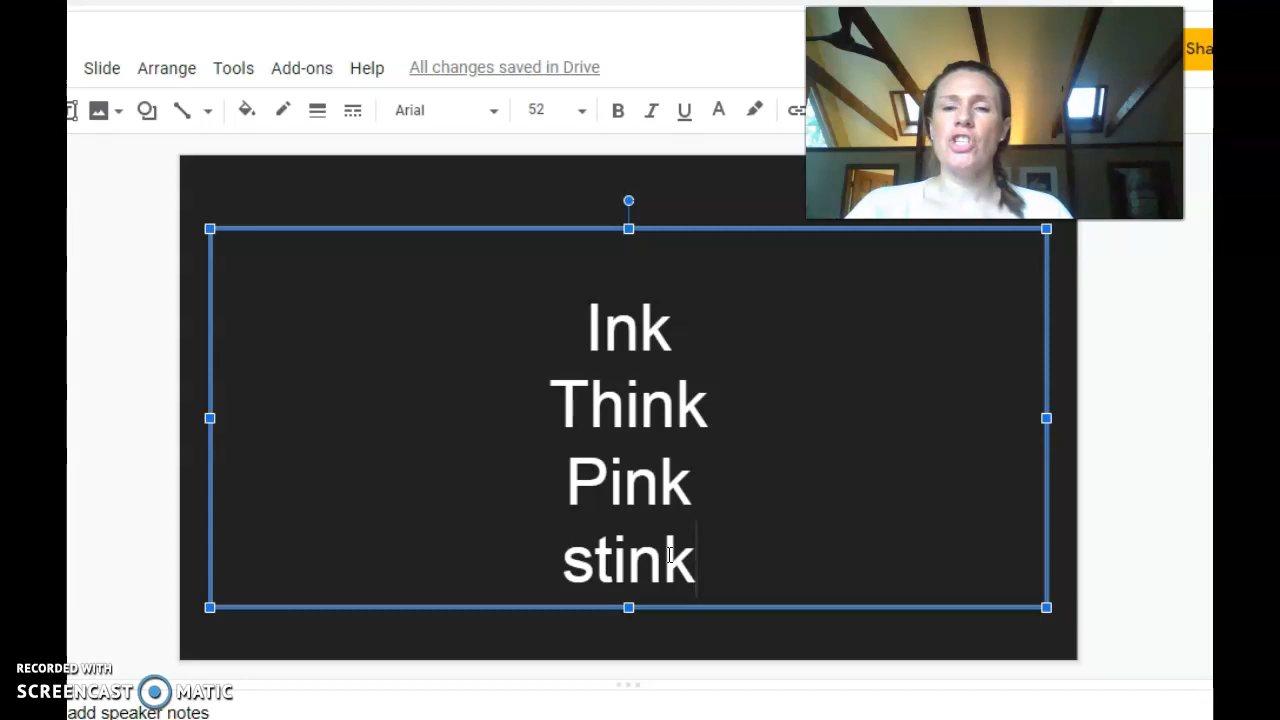 Slide Arrange Tools Add-ons Help All changes saved in Drive
Sha
Arial 52 B I U A
Ink
Think
Pink
stink
RECORDED WITH
SCREENCAST MATIC
add speaker notes